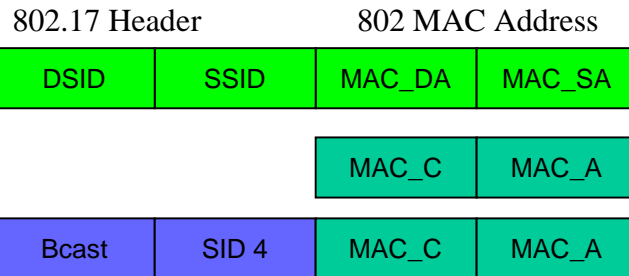 802.17 Header 802 MAC Address
DSID SSID MAC_DA MAC_SA
MAC_C MAC_A
Bcast SID 4 MAC_C MAC_A